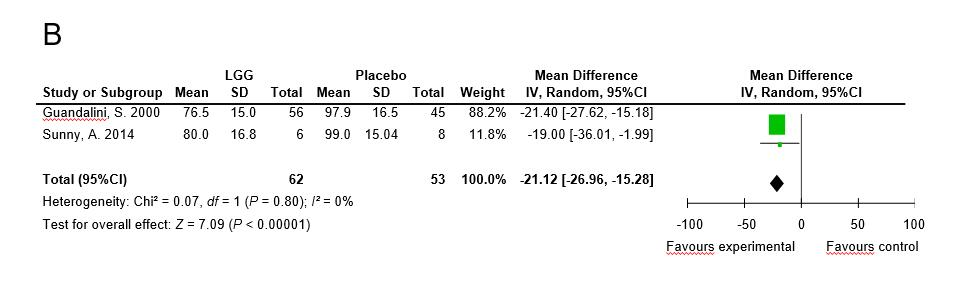 B
LGG Placebo Mean Difference Mean Difference
Study or Subgroup Mean SD Total Mean SD Total Weight IV, Random, 95%CI IV, Random, 95%CI
Guandalini, S. 2000 76.5 15.0 56 97.9 16.5 45 88.2% -21.40 [-27.62, -15.18]
Sunny, A. 2014 80.0 16.8 6 99.0 15.04 8 11.8% -19.00 [-36.01, -1.99]
Total (95%CI) 62 53 100.0% -21.12 [-26.96, -15.28]
Heterogeneity: Chi² = 0.07, df = 1 (P = 0.80); I² = 0%
Test for overall effect: Z = 7.09 (P < 0.00001)
-100 -50 0 50 100
Favours experimental Favours control